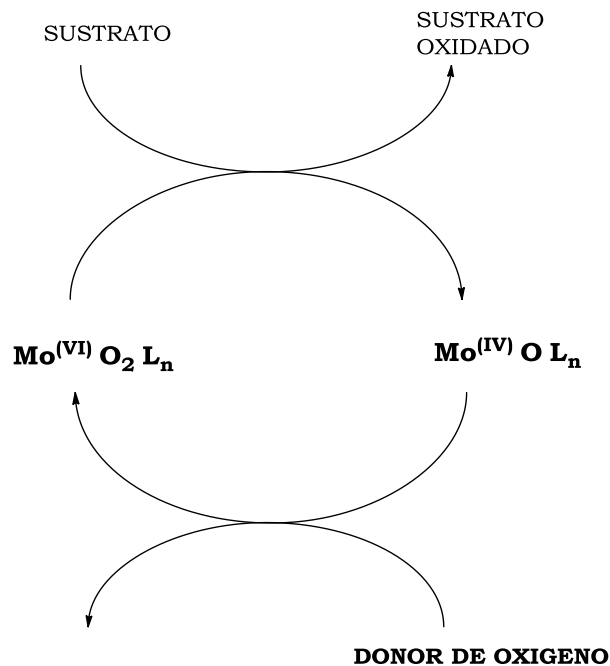 SUSTRATO
SUSTRATO
OXIDADO
Mo(VI) O2 Ln
Mo(IV) O Ln
DONOR DE OXIGENO